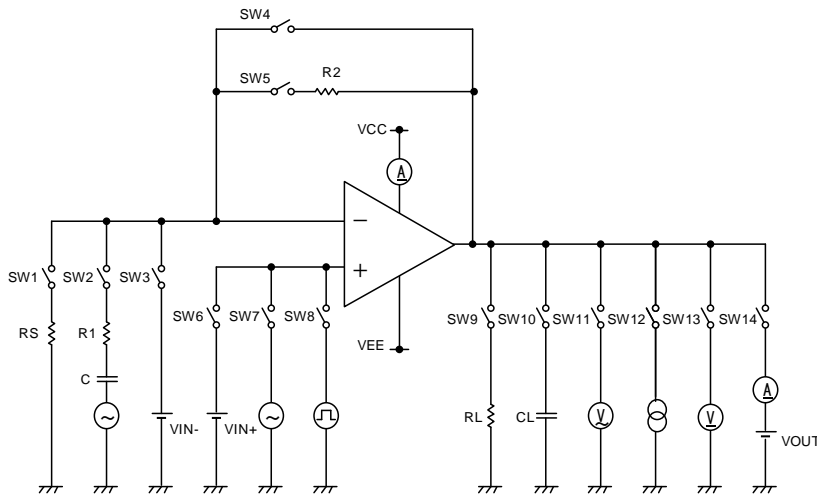 SW4
SW5 R2
VCC
A
−
+
SW1 SW2 SW3
SW6 SW7 SW8
SW9 SW10 SW11 SW12 SW13 SW14
RS R1
VEE
C
A
VIN- VIN+
RL CL V V
VOUT